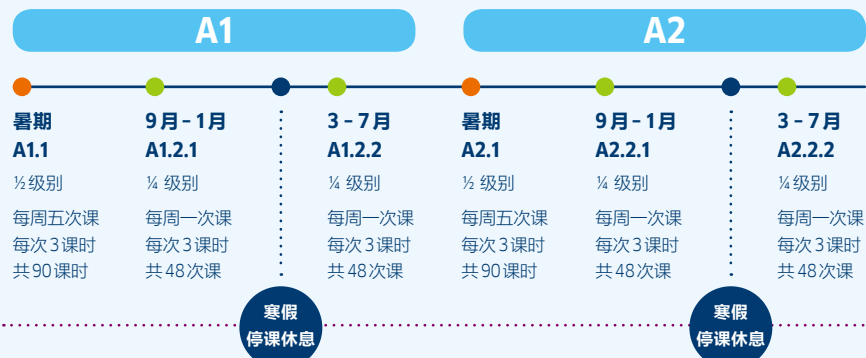 A1
A2
暑期
A1.1
½级别
每周五次课
每次3课时
共90课时
9月-1月
A1.2.1
¼ 级别
每周一次课
每次3课时
共48次课
寒假
停课休息
3-7月
A1.2.2
¼ 级别
每周一次课
每次3课时
共48次课
暑期
A2.1
½ 级别
每周五次课
每次3课时
共90课时
9月-1月
A2.2.1
¼ 级别
每周一次课
每次3课时
共48次课
寒假
停课休息
3-7月
A2.2.2
¼级别
每周一次课
每次3课时
共48次课